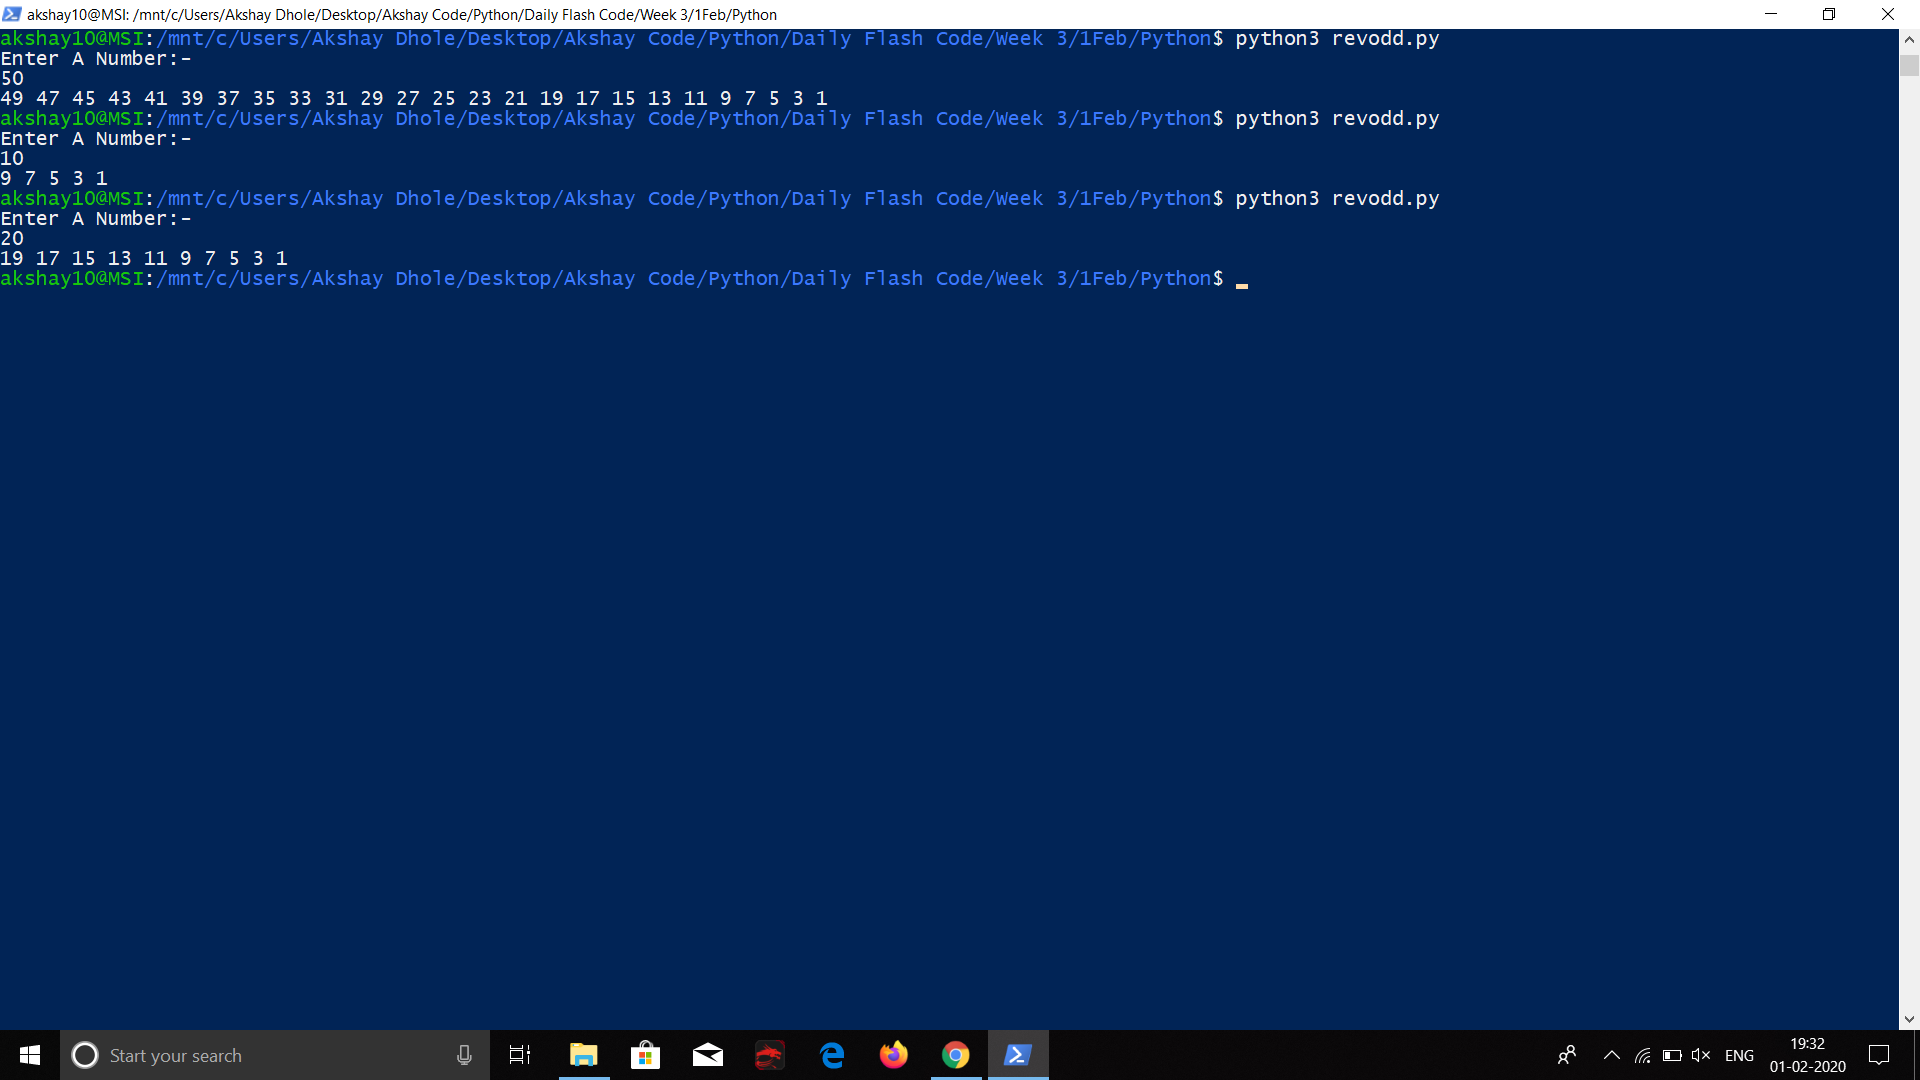 akshay10@MSI: /mnt/c/Users/Akshay Dhole/Desktop/Akshay Code/Python/Daily Flash Code/Week 3/1Feb/Python
akshay10@MSI:/mnt/c/Users/Akshay Dhole/Desktop/Akshay Code/Python/Daily Flash Code/Week 3/1Feb/Python$ python3 revodd.py
Enter A Number:-
50
49 47 45 43 41 39 37 35 33 31 29 27 25 23 21 19 17 15 13 11 9 7 5 3 1
akshay10@MSI:/mnt/c/Users/Akshay Dhole/Desktop/Akshay Code/Python/Daily Flash Code/Week 3/1Feb/Python$ python3 revodd.py
Enter A Number:-
10
9 7 5 3 1
akshay10@MSI:/mnt/c/Users/Akshay Dhole/Desktop/Akshay Code/Python/Daily Flash Code/Week 3/1Feb/Python$ python3 revodd.py
Enter A Number:-
20
19 17 15 13 11 9 7 5 3 1
akshay10@MSI:/mnt/c/Users/Akshay Dhole/Desktop/Akshay Code/Python/Daily Flash Code/Week 3/1Feb/Python$
Start your search
ENG
19:32
01-02-2020